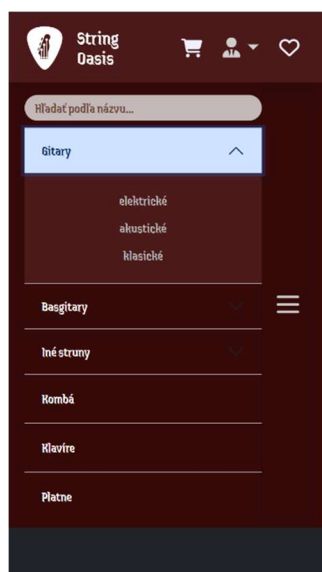 String
Oasis
Hľadať podľa názvu...
Gitary
elektrické
akustické
klasické
Basgitary
Iné struny
Kombá
Klavíre
Platne